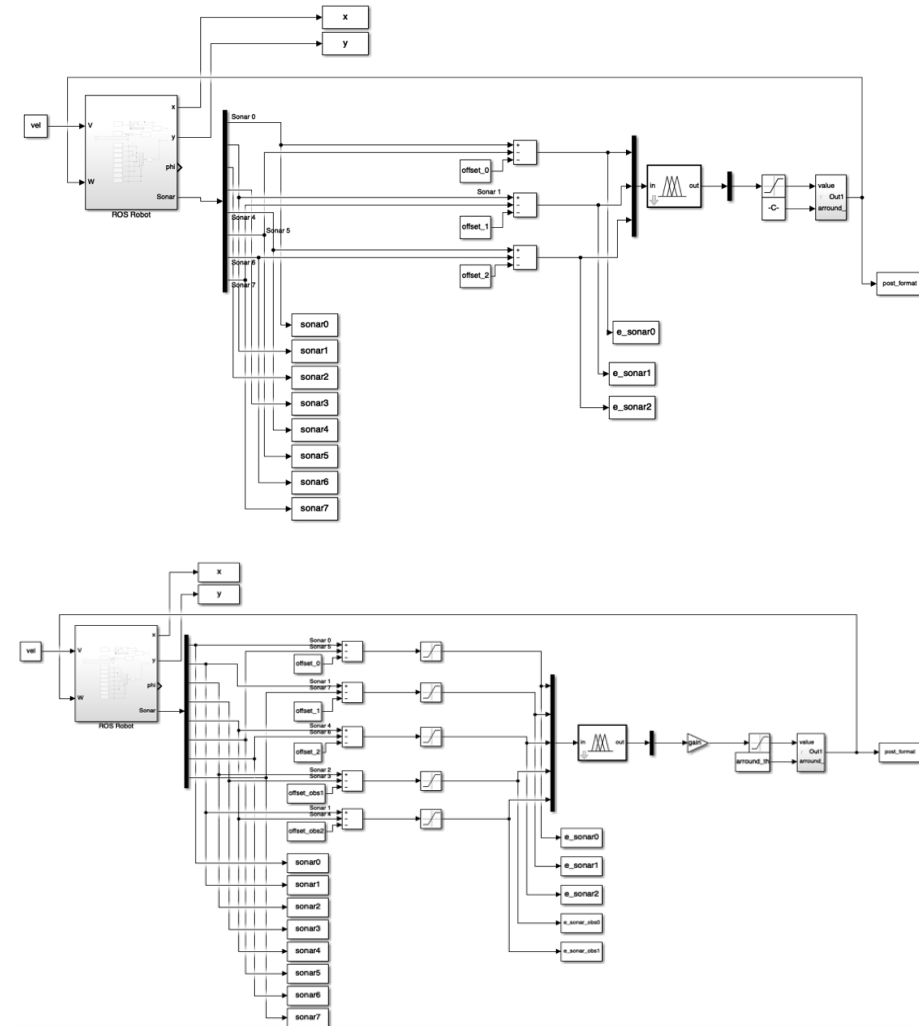 x
y
vel
V
W
x
y
phi
Sonar
ROS Robot
Sonar 0
Sonar 4
Sonar 5
Sonar 6
Sonar 7
offset_0
Sonar 1
offset_1
offset_2
in
out
-C-
value
Out1
arround_
post_format
sonar0
sonar1
sonar2
sonar3
sonar4
sonar5
sonar6
sonar7
e_sonar0
e_sonar1
e_sonar2
x
y
vel
V
W
x
y
phi
Sonar
ROS Robot
Sonar 0
Sonar 5
offset_0
Sonar 1
Sonar 7
offset_1
Sonar 4
Sonar 6
offset_2
Sonar 2
Sonar 3
offset_obs1
Sonar 1
Sonar 4
offset_obs2
in
out
gain
arround_th
value
Out1
arround_
post_format
e_sonar0
e_sonar1
e_sonar2
e_sonar_obs0
e_sonar_obs1
sonar0
sonar1
sonar2
sonar3
sonar4
sonar5
sonar6
sonar7